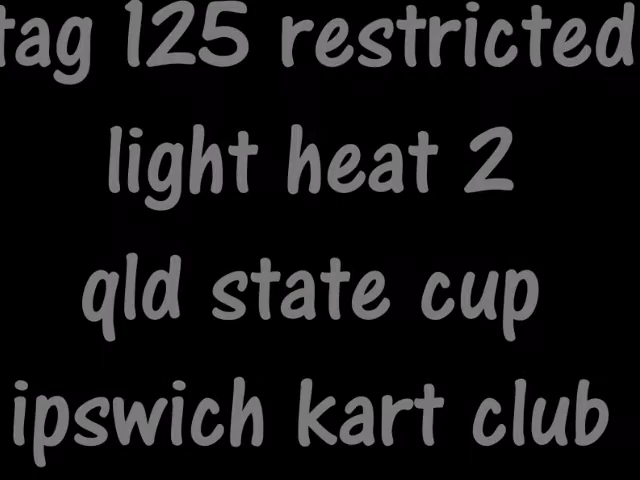 tag 125 restricted
light heat 2
qld state cup
ipswich kart club